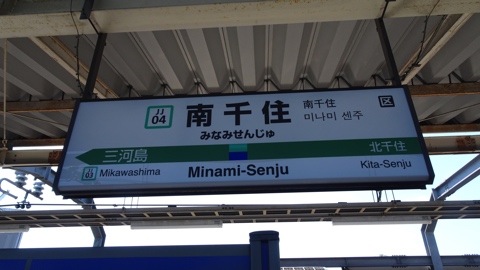 JJ
04
南千住
南千住
미나미 센주
区
みなみせんじゅ
三河島
北千住
Mikawashima
Minami-Senju
Kita-Senju
JJ
03